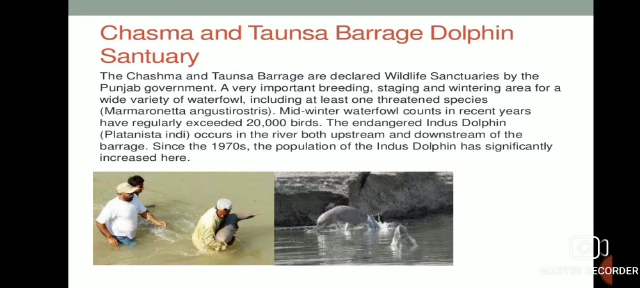 Chasma and Taunsa Barrage Dolphin
Santuary
The Chashma and Taunsa Barrage are declared Wildlife Sanctuaries by the
Punjab government. A very important breeding, staging and wintering area for a
wide variety of waterfowl, including at least one threatened species
(Marmaronetta angustirostris). Mid-winter waterfowl counts in recent years
have regularly exceeded 20,000 birds. The endangered Indus Dolphin
(Platanista indi) occurs in the river both upstream and downstream of the
barrage. Since the 1970s, the population of the Indus Dolphin has significantly
increased here.
MASTER RECORDER